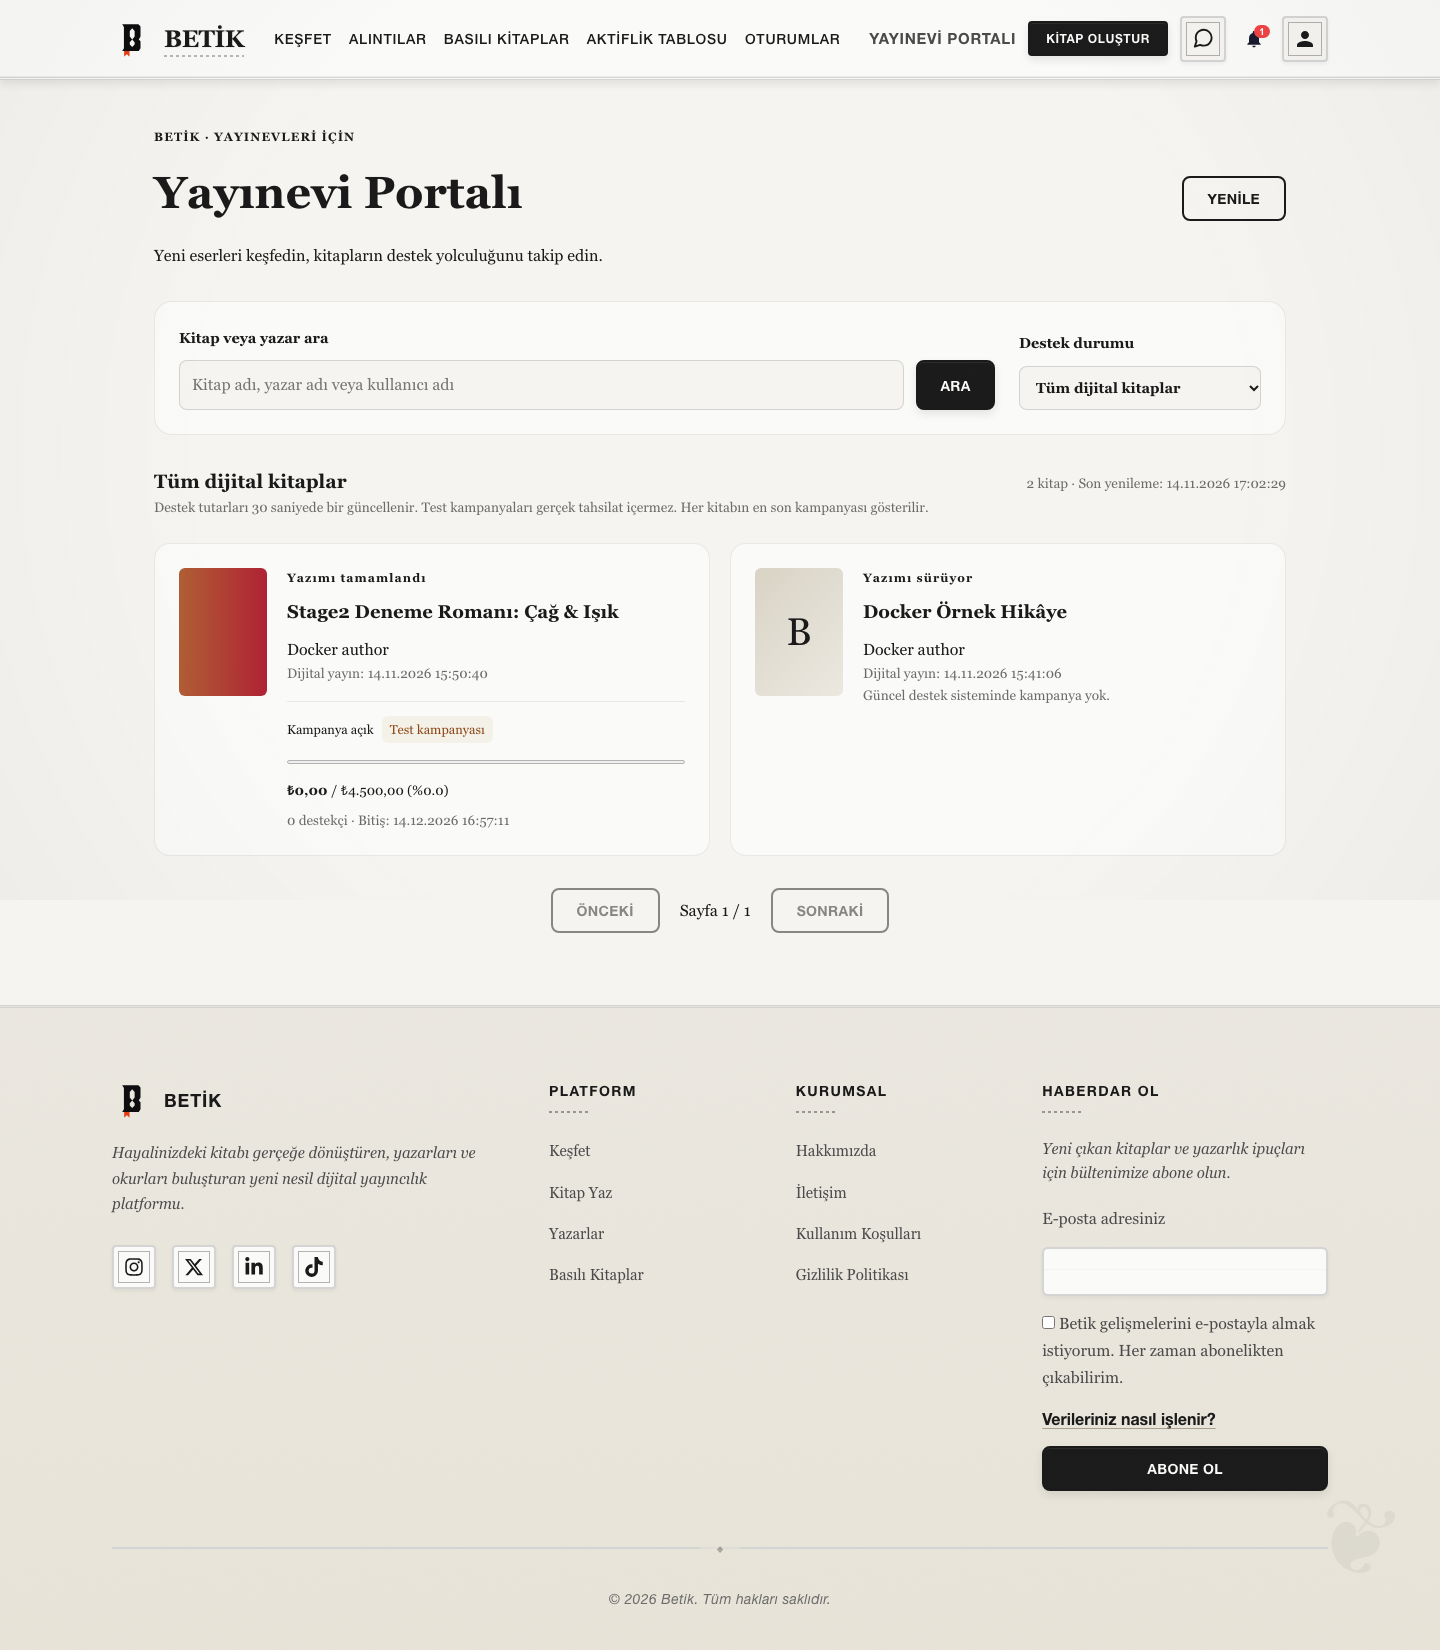 BETİK
KEŞFET ALINTILAR BASILI KİTAPLAR AKTİFLİK TABLOSU OTURUMLAR YAYINEVİ PORTALI KİTAP OLUŞTUR 1
BETİK · YAYINEVLERİ İÇİN
Yayınevi Portalı
YENİLE
Yeni eserleri keşfedin, kitapların destek yolculuğunu takip edin.
Kitap veya yazar ara
Kitap adı, yazar adı veya kullanıcı adı
ARA
Destek durumu
Tüm dijital kitaplar
Tüm dijital kitaplar
2 kitap · Son yenileme: 14.11.2026 17:02:29
Destek tutarları 30 saniyede bir güncellenir. Test kampanyaları gerçek tahsilat içermez. Her kitabın en son kampanyası gösterilir.
Yazımı tamamlandı
Stage2 Deneme Romanı: Çağ & Işık
Docker author
Dijital yayın: 14.11.2026 15:50:40
Kampanya açık Test kampanyası
₺0,00 / ₺4.500,00 (%0.0)
0 destekçi · Bitiş: 14.12.2026 16:57:11
B
Yazımı sürüyor
Docker Örnek Hikâye
Docker author
Dijital yayın: 14.11.2026 15:41:06
Güncel destek sisteminde kampanya yok.
ÖNCEKİ Sayfa 1 / 1 SONRAKİ
BETİK
Hayalinizdeki kitabı gerçeğe dönüştüren, yazarları ve
okurları buluşturan yeni nesil dijital yayıncılık
platformu.
PLATFORM
Keşfet
Kitap Yaz
Yazarlar
Basılı Kitaplar
KURUMSAL
Hakkımızda
İletişim
Kullanım Koşulları
Gizlilik Politikası
HABERDAR OL
Yeni çıkan kitaplar ve yazarlık ipuçları
için bültenimize abone olun.
E-posta adresiniz
Betik gelişmelerini e-postayla almak
istiyorum. Her zaman abonelikten
çıkabilirim.
Verileriniz nasıl işlenir?
ABONE OL
© 2026 Betik. Tüm hakları saklıdır.